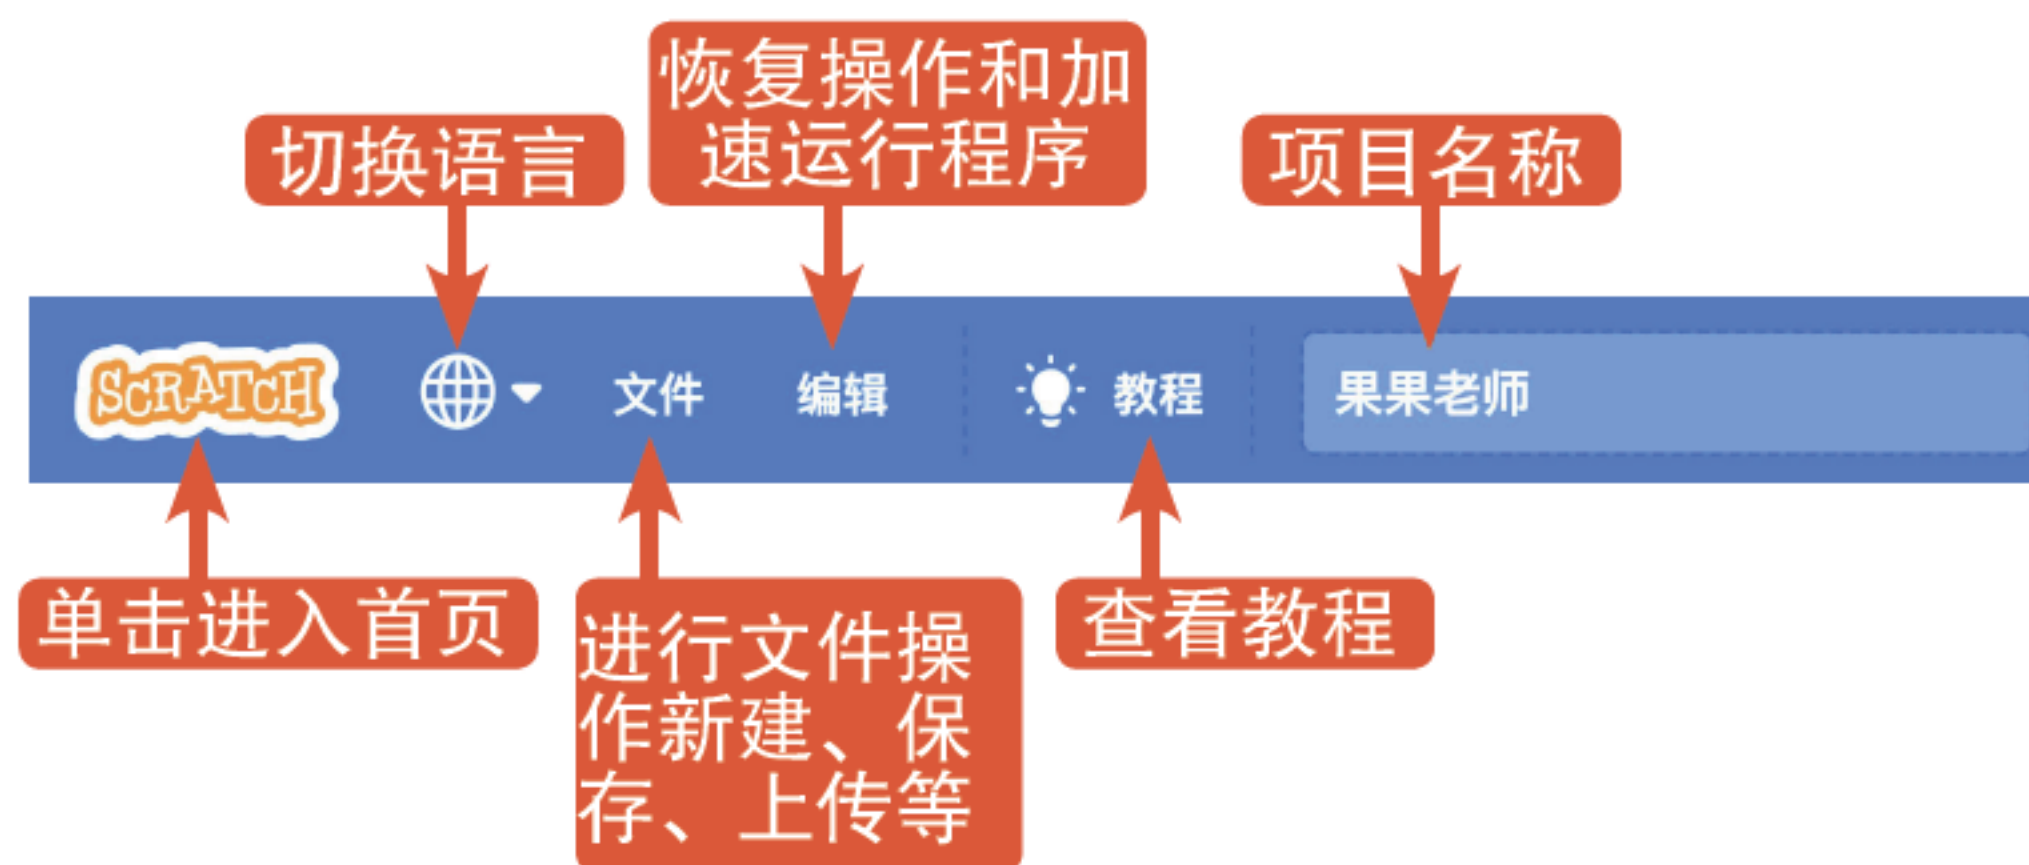 恢复操作和加
速运行程序
切换语言
项目名称
SCRATCH
文件
编辑
教程
果果老师
单击进入首页
进行文件操
作新建、保
存、上传等
查看教程